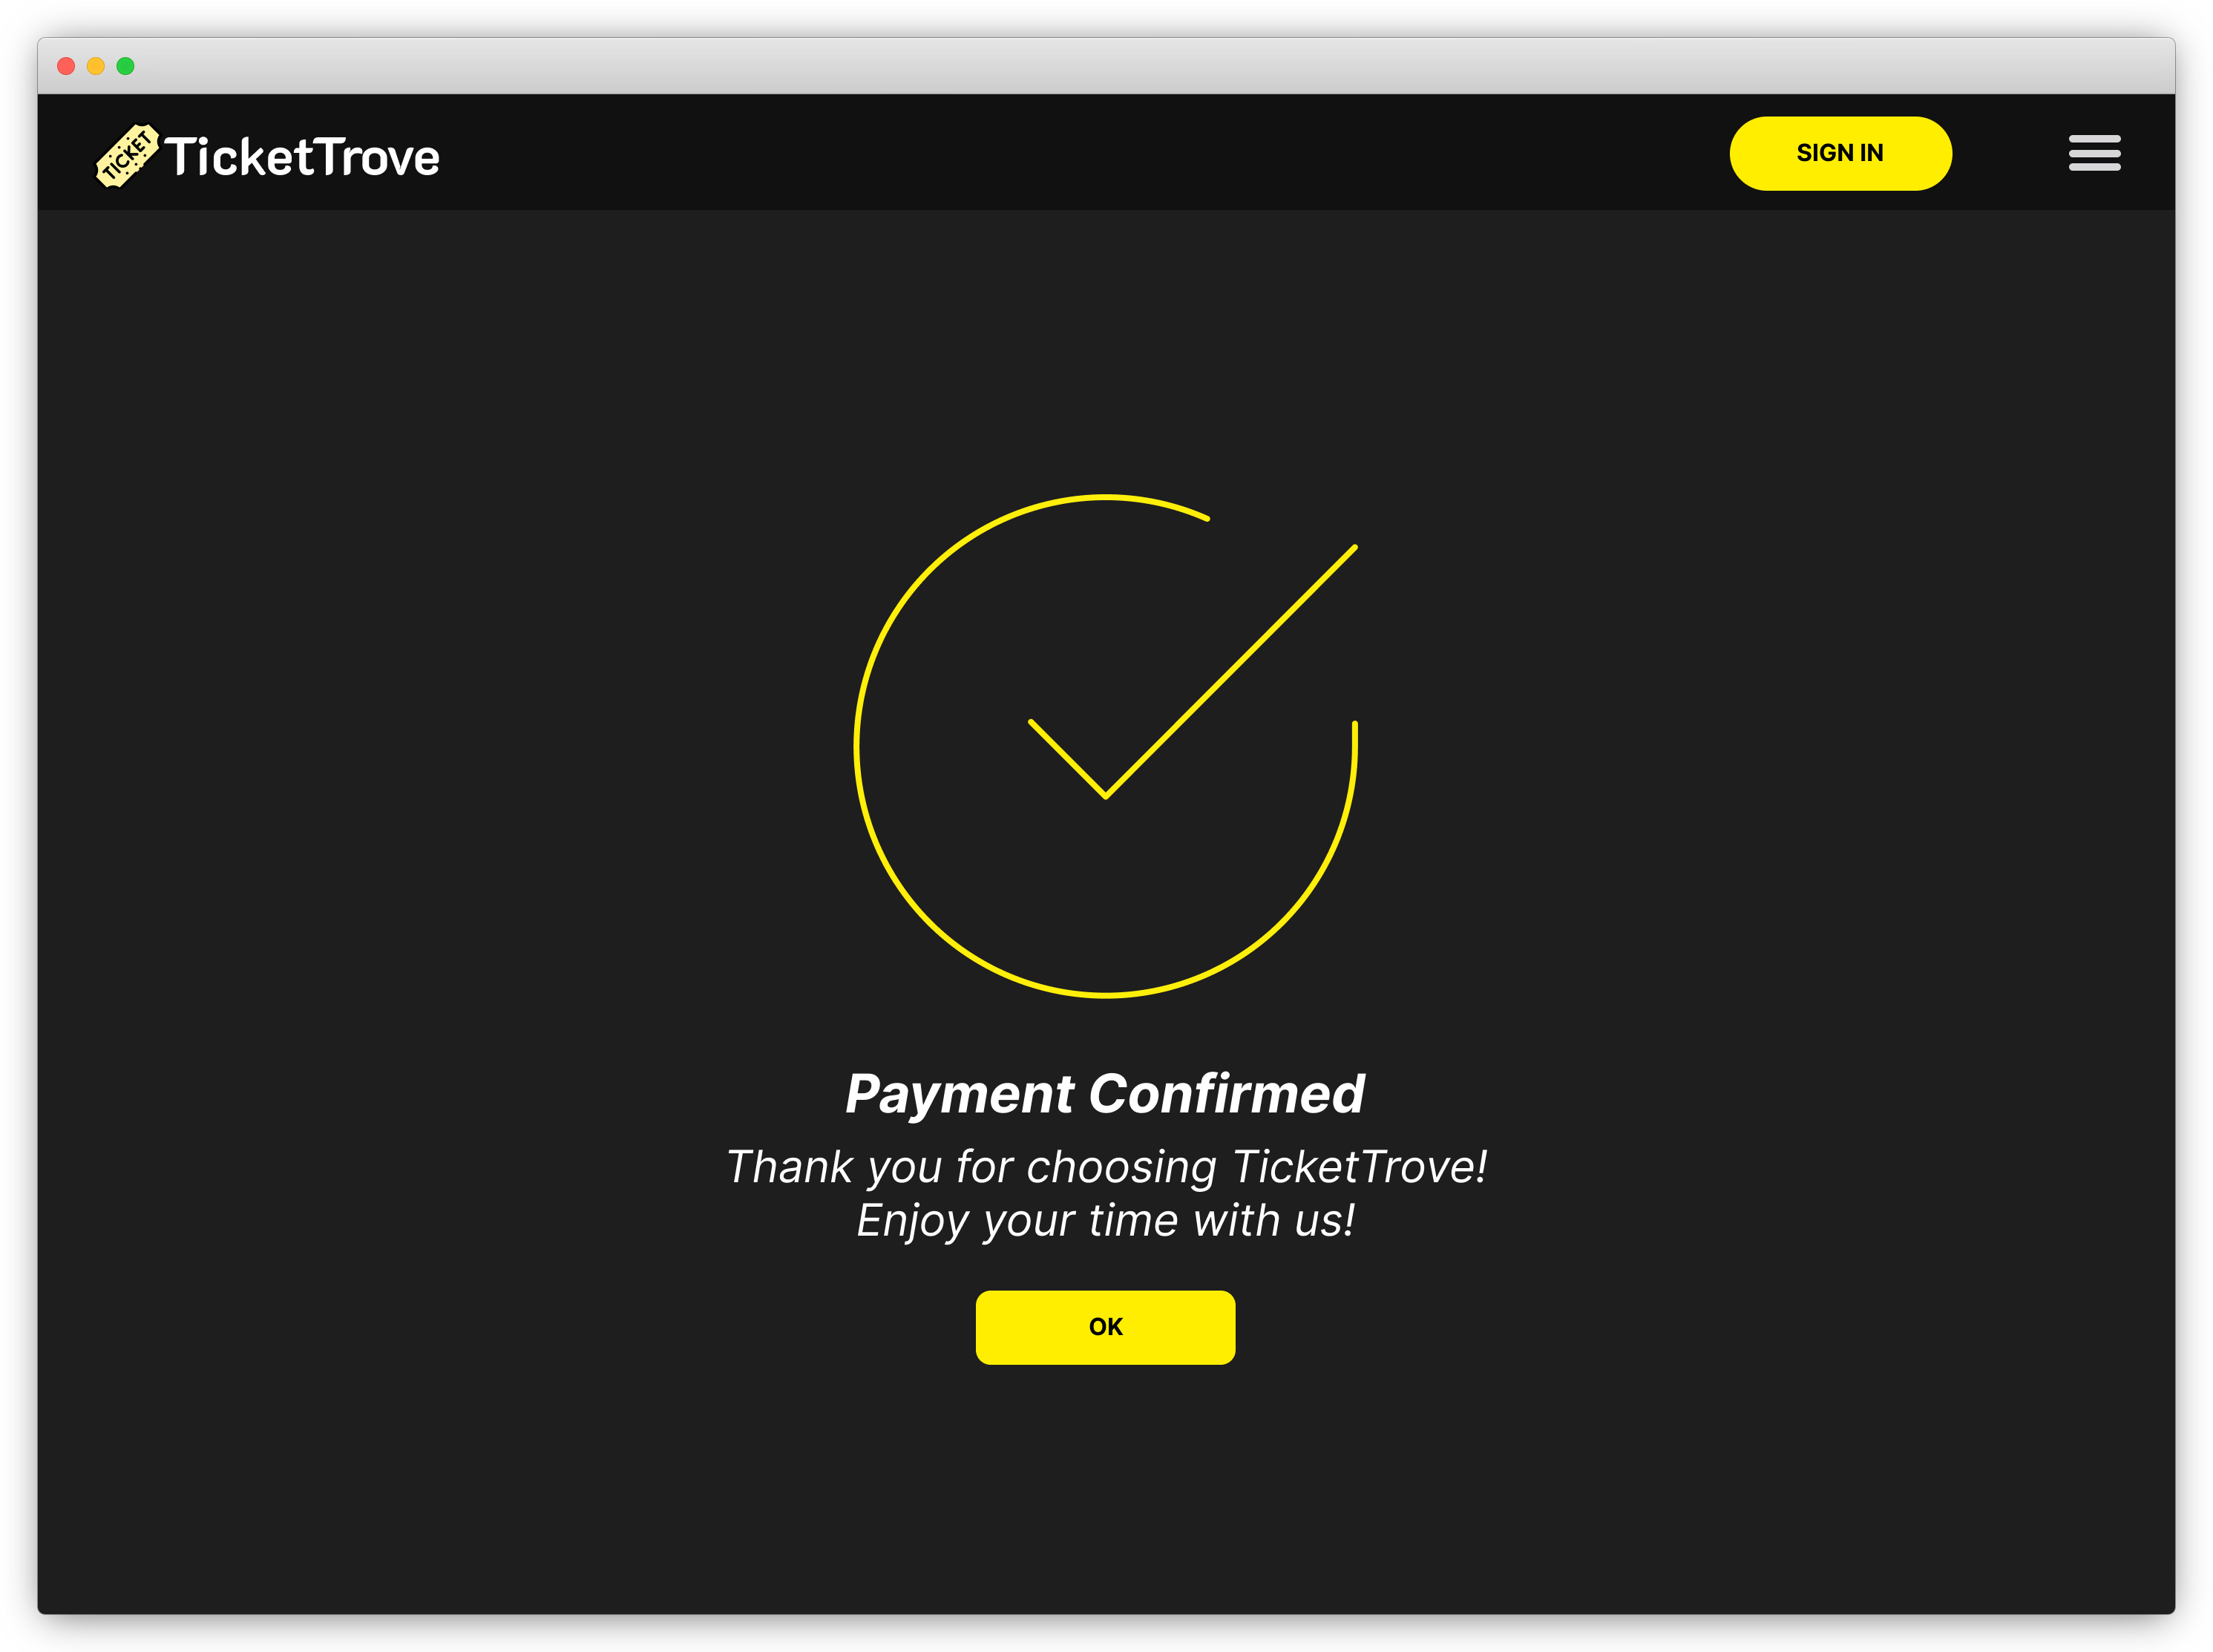 TICKET
TicketTrove
SIGN IN
Payment Confirmed
Thank you for choosing TicketTrove!
Enjoy your time with us!
OK